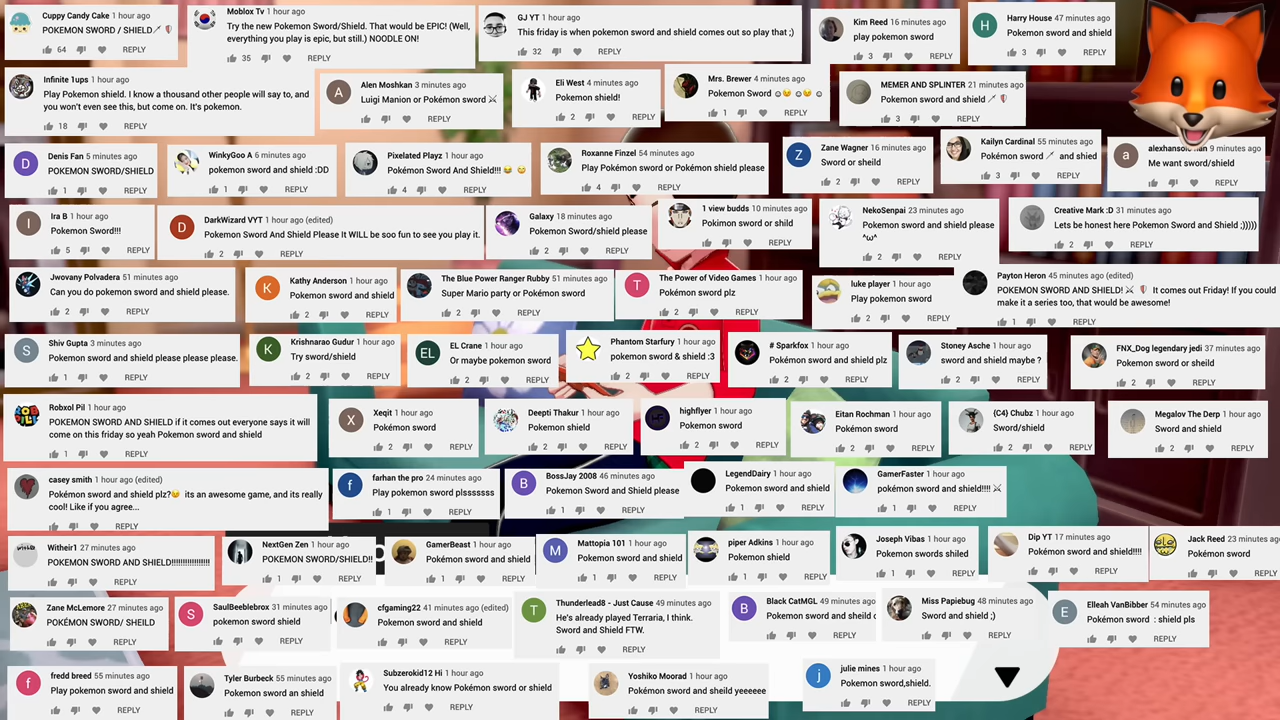 Cuppy Candy Cake 1 hour ago
POKEMON SWORD / SHIELD
64 REPLY
Moblox Tv 1 hour ago
Try the new Pokemon Sword/Shield. That would be EPIC! (Well,
everything you play is epic, but still.) NOODLE ON!
35 REPLY
GJ YT 1 hour ago
This friday is when pokemon sword and shield comes out so play that ;)
32 REPLY
Kim Reed 16 minutes ago
play pokemon sword
3 REPLY
Harry House 47 minutes ago
Pokemon sword and shield
3 REPLY
Infinite 1ups 1 hour ago
Play Pokemon shield. I know a thousand other people will say to, and
you won't even see this, but come on. It's pokemon.
18 REPLY
A Alen Moshkan 3 minutes ago
Luigi Manion or Pokémon sword ⚔
REPLY
Eli West 4 minutes ago
Pokemon shield!
2 REPLY
Mrs. Brewer 4 minutes ago
Pokemon Sword ☺😉☺😉☺
1 REPLY
MEMER AND SPLINTER 21 minutes ago
Pokemon sword and shield
3 REPLY
D Denis Fan 5 minutes ago
POKEMON SWORD/SHIELD
1 REPLY
WinkyGoo A 6 minutes ago
pokemon sword and shield :DD
1 REPLY
Pixelated Playz 1 hour ago
Pokémon Sword And Shield!!!
4 REPLY
Roxanne Finzel 54 minutes ago
Play Pokémon sword or Pokémon shield please
4 REPLY
Z Zane Wagner 16 minutes ago
Sword or sheild
2 REPLY
Kailyn Cardinal 55 minutes ago
Pokémon sword and shied
3 REPLY
a 9 minutes ago
Me want sword/shield
REPLY
I Ira B 1 hour ago
Pokemon Sword!!!
5 REPLY
D DarkWizard VYT 1 hour ago (edited)
Pokemon Sword And Shield Please It WILL be soo fun to see you play it.
2 REPLY
Galaxy 18 minutes ago
Pokemon Sword/shield please
2 REPLY
1 view budds 10 minutes ago
Pokimon sword or shild
REPLY
NekoSenpai 23 minutes ago
Pokemon sword and shield please
^ω^
2 REPLY
Creative Mark :D 31 minutes ago
Lets be honest here Pokemon Sword and Shield ;)))))
2 REPLY
Jwovany Polvadera 51 minutes ago
Can you do pokemon sword and shield please.
2 REPLY
K Kathy Anderson 1 hour ago
Pokemon sword and shield
2 REPLY
The Blue Power Ranger Rubby 51 minutes ago
Super Mario party or Pokémon sword
2 REPLY
T The Power of Video Games 1 hour ago
Pokémon sword plz
2 REPLY
luke player 1 hour ago
Play pokemon sword
2 REPLY
Payton Heron 45 minutes ago (edited)
POKEMON SWORD AND SHIELD! ⚔ It comes out Friday! If you could
make it a series too, that would be awesome!
1 REPLY
S Shiv Gupta 3 minutes ago
Pokemon sword and shield please please please.
1 REPLY
K Krishnarao Gudur 1 hour ago
Try sword/shield
2 REPLY
EL EL Crane 1 hour ago
Or maybe pokemon sword
2 REPLY
Phantom Starfury 1 hour ago
pokemon sword & shield :3
2 REPLY
# Sparkfox 1 hour ago
Pokémon sword and shield plz
2 REPLY
Stoney Asche 1 hour ago
sword and shield maybe ?
2 REPLY
FNX_Dog legendary jedi 37 minutes ago
Pokemon sword or sheild
2 REPLY
Robxol Pil 1 hour ago
POKEMON SWORD AND SHIELD if it comes out everyone says it will
come on this friday so yeah Pokemon sword and shield
1 REPLY
X Xeqit 1 hour ago
Pokémon sword
2 REPLY
Deepti Thakur 1 hour ago
Pokemon shield
2 REPLY
highflyer 1 hour ago
Pokemon sword
2 REPLY
Eitan Rochman 1 hour ago
Pokémon sword
2 REPLY
{C4} Chubz 1 hour ago
Sword/shield
2 REPLY
Megalov The Derp 1 hour ago
Sword and shield
2 REPLY
casey smith 1 hour ago (edited)
Pokémon sword and shield plz?😉 its an awesome game, and its really
cool! Like if you agree...
REPLY
f farhan the pro 24 minutes ago
Play pokemon sword plsssssss
1 REPLY
B BossJay 2008 46 minutes ago
Pokemon Sword and Shield please
1 REPLY
LegendDairy 1 hour ago
Pokemon sword and shield
1 REPLY
GamerFaster 1 hour ago
pokémon sword and shield!!!! ⚔
1 REPLY
Witheir1 27 minutes ago
POKEMON SWORD AND SHIELD!!!!!!!!!!!!!!!!!!!
REPLY
NextGen Zen 1 hour ago
POKEMON SWORD/SHIELD!!
1 REPLY
GamerBeast 1 hour ago
Pokémon sword and shield
1 REPLY
M Mattopia 101 1 hour ago
Pokemon sword and shield
1 REPLY
piper Adkins 1 hour ago
Pokemon sword and shield
1 REPLY
Joseph Vibas 1 hour ago
Pokemon swords shiled
1 REPLY
Dip YT 17 minutes ago
Pokémon sword and shield!!!!
1 REPLY
Jack Reed 23 minutes ago
Pokémon sword
1 REPLY
Zane McLemore 27 minutes ago
POKÉMON SWORD/ SHEILD
REPLY
S SaulBeeblebrox 31 minutes ago
pokemon sword shield
REPLY
cfgaming22 41 minutes ago (edited)
Pokemon sword and shield
REPLY
T Thunderlead8 - Just Cause 49 minutes ago
He's already played Terraria, I think.
Sword and Shield FTW.
REPLY
B Black CatMGL 49 minutes ago
Pokemon sword and sheild
REPLY
Miss Papiebug 48 minutes ago
Sword and shield ;)
REPLY
E Elleah VanBibber 54 minutes ago
Pokémon sword : shield pls
REPLY
f fredd breed 55 minutes ago
Play pokemon sword and shield
REPLY
Tyler Burbeck 55 minutes ago
Pokemon sword an shield
REPLY
Subzerokid12 Hi 1 hour ago
You already know Pokémon sword or shield
REPLY
Yoshiko Moorad 1 hour ago
Pokémon sword and sheild yeeeeee
REPLY
j julie mines 1 hour ago
Pokemon sword,shield.
REPLY